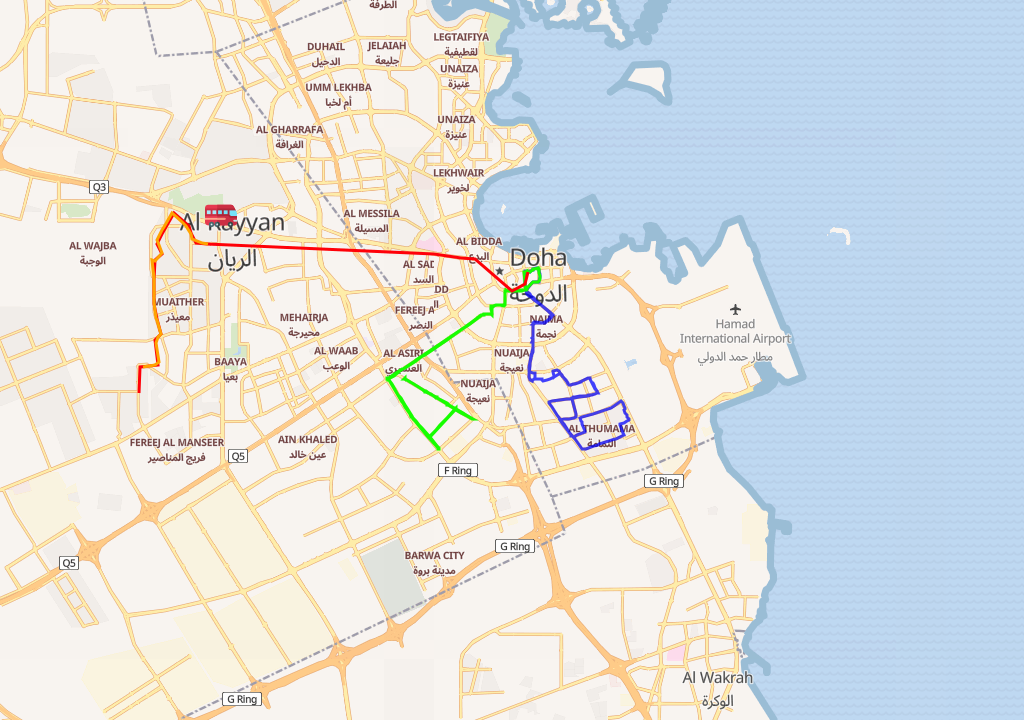 الطرفة
LEGTAIFIYA
لقطيفية
DUHAIL
الدحيل
JELAIAH
جليعة
UNAIZA
عنيزة
UMM LEKHBA
أم لخبا
UNAIZA
عنيزة
AL GHARRAFA
الغرافة
LEKHWAIR
لخوير
Q3
AL MESSILA
المسيلة
Al Rayyan
الريان
AL WAJBA
الوجبة
AL BIDDA
البدع
Doha
الدوحة
AL SAD
السد
DD
ال
MUAITHER
معيذر
MEHAIRJA
محيرجة
FEREEJ A
النصر
NAJMA
نجمة
Hamad
International Airport
مطار حمد الدولي
BAAYA
بعيا
AL WAAB
الوعب
AL ASIRI
العسيري
NUAIJA
نعيجة
NUAIJA
نعيجة
AL THUMAMA
الثمامة
FEREEJ AL MANSEER
فريج المناصير
AIN KHALED
عين خالد
Q5
F Ring
G Ring
G Ring
BARWA CITY
مدينة بروة
Q5
Al Wakrah
الوكرة
G Ring